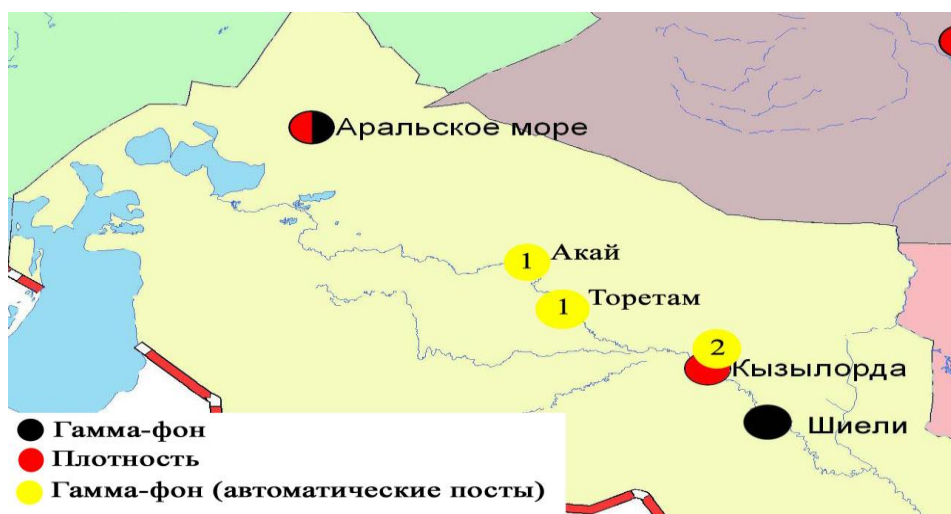 Аральское море
1 Акай
1 Торетам
2
Кызылорда
Шиели
Гамма-фон
Плотность
Гамма-фон (автоматические посты)